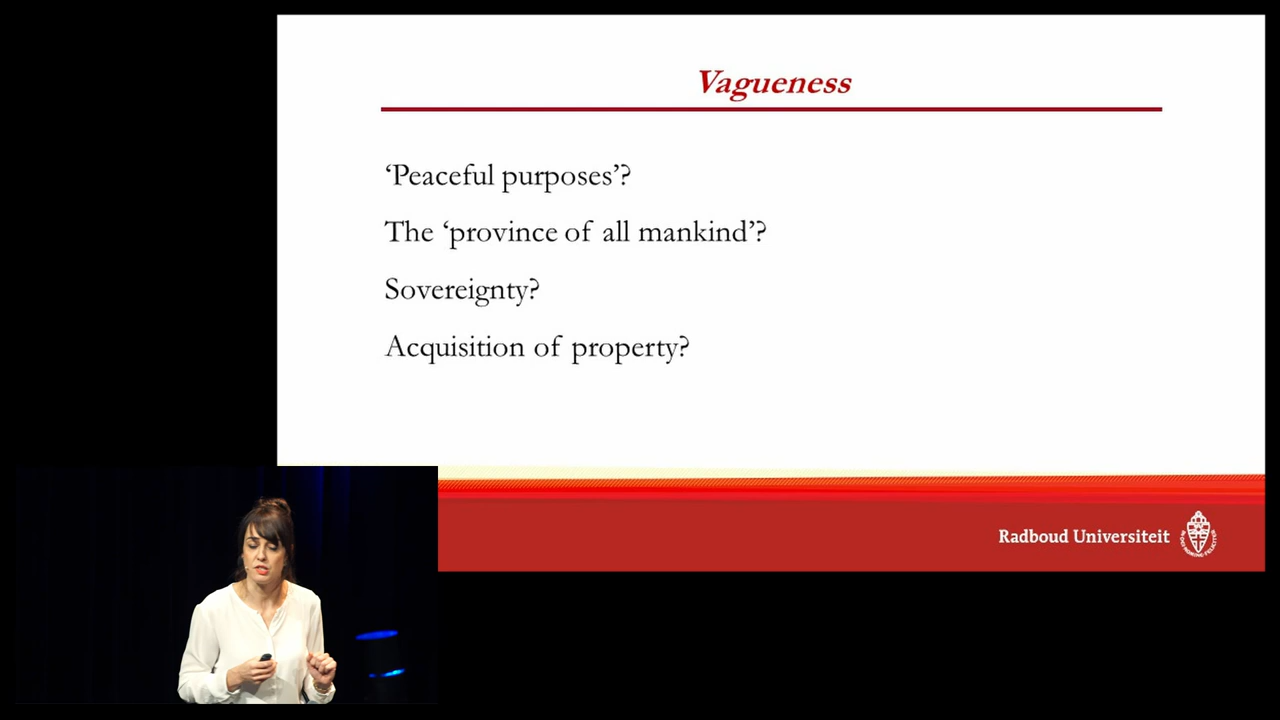 Vagueness
‘Peaceful purposes’?
The ‘province of all mankind’?
Sovereignty?
Acquisition of property?
Radboud Universiteit